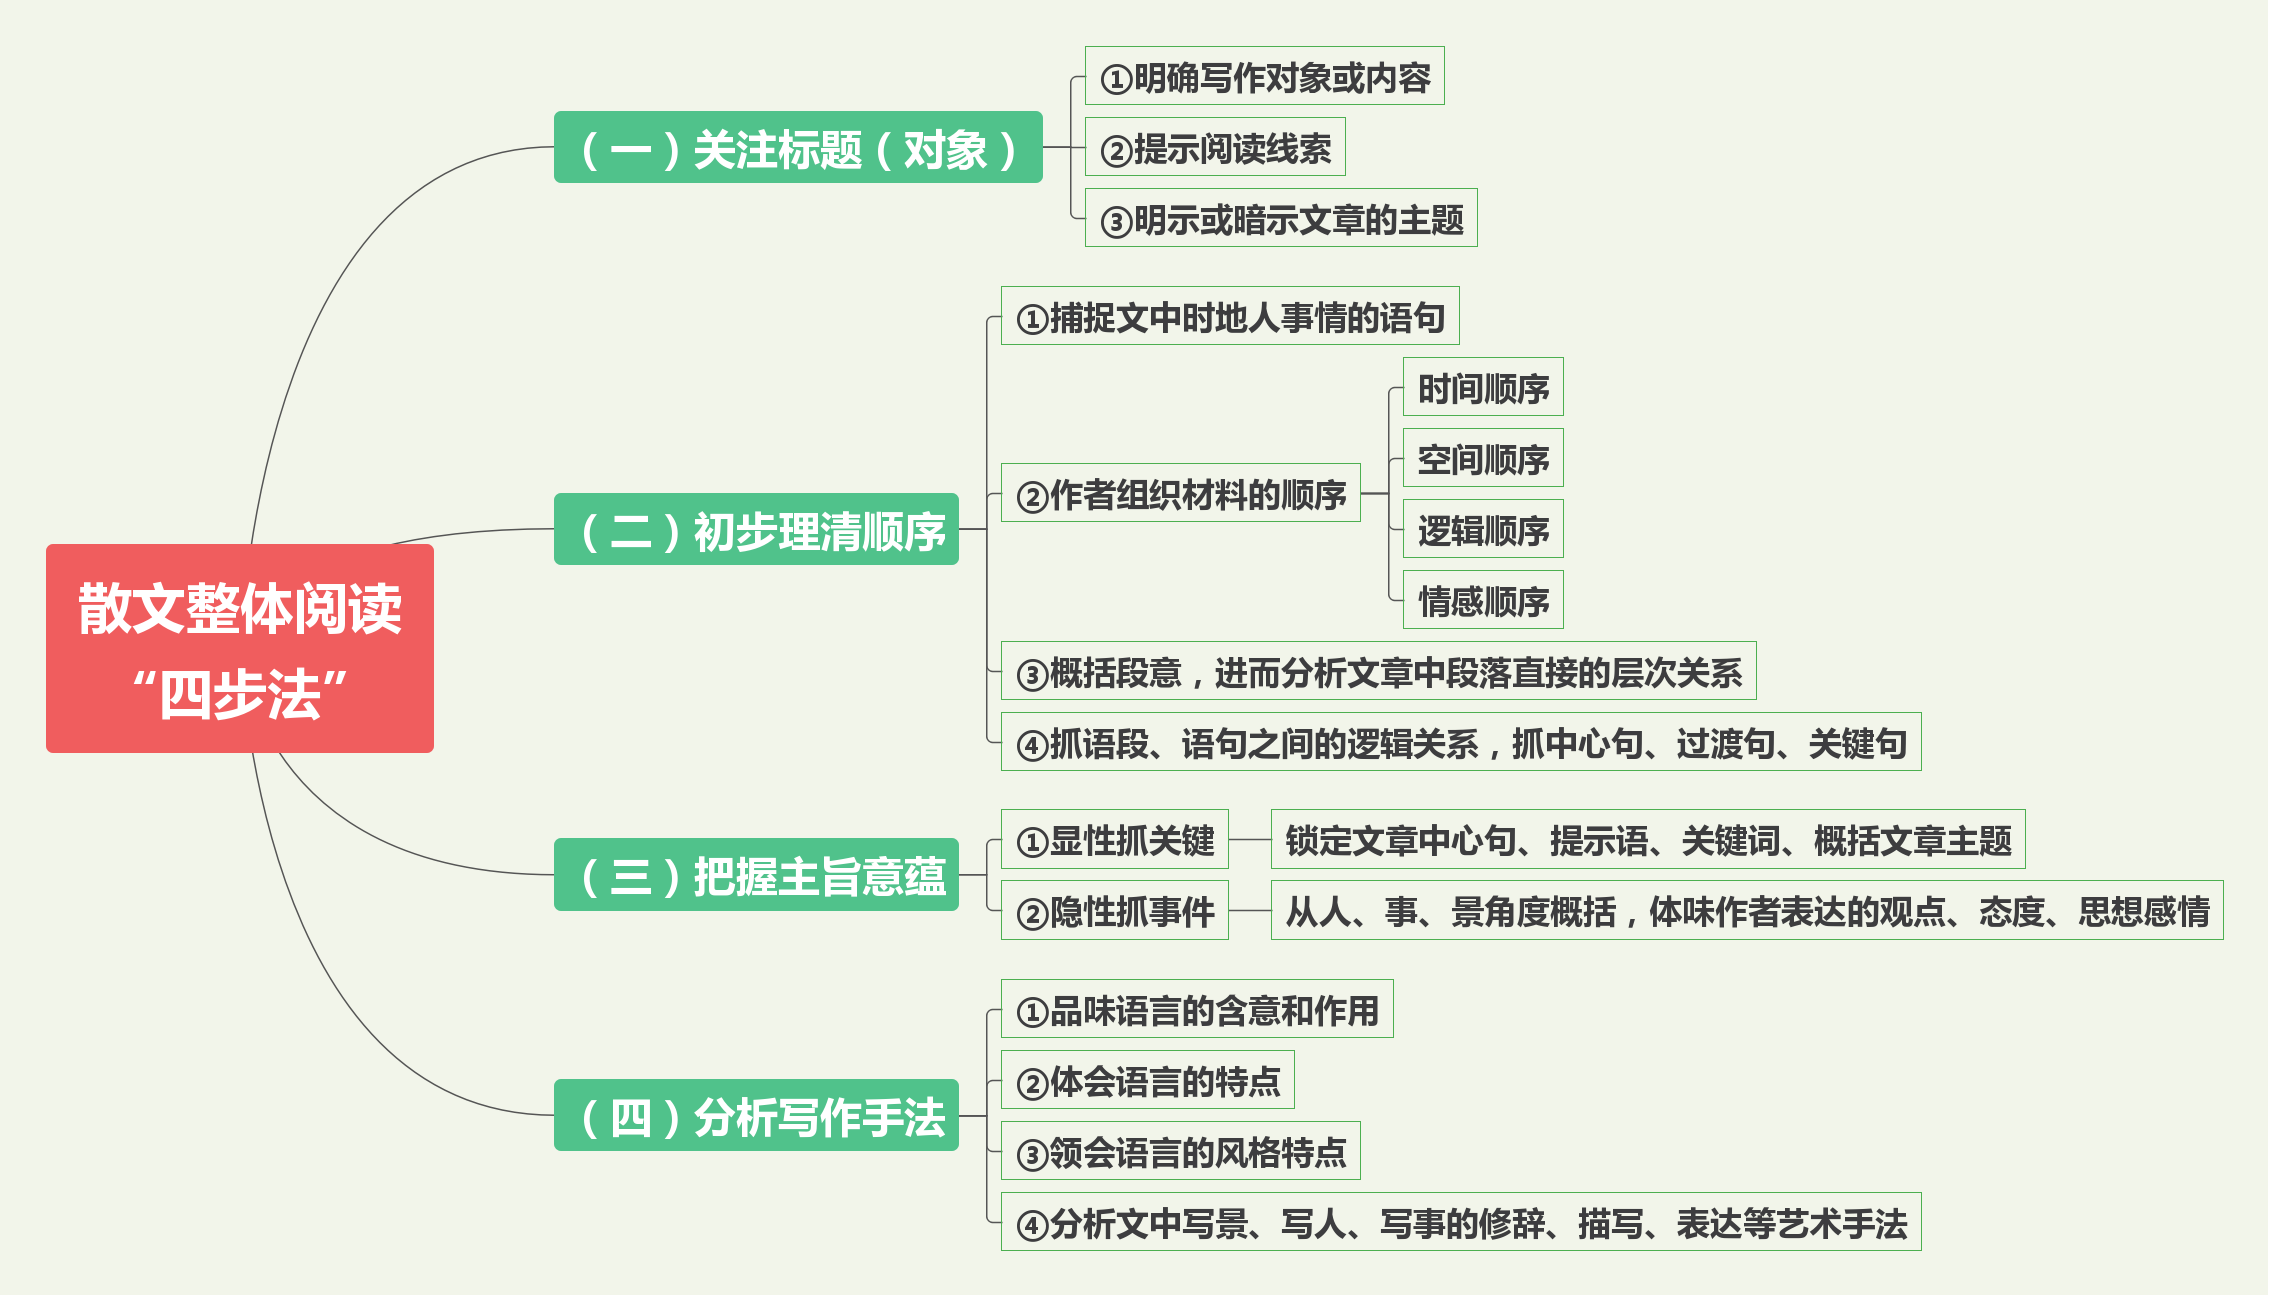 散文整体阅读
“四步法”
（一）关注标题（对象）
①明确写作对象或内容
②提示阅读线索
③明示或暗示文章的主题
（二）初步理清顺序
①捕捉文中时地人事情的语句
②作者组织材料的顺序
时间顺序
空间顺序
逻辑顺序
情感顺序
③概括段意，进而分析文章中段落直接的层次关系
④抓语段、语句之间的逻辑关系，抓中心句、过渡句、关键句
（三）把握主旨意蕴
①显性抓关键
锁定文章中心句、提示语、关键词、概括文章主题
②隐性抓事件
从人、事、景角度概括，体味作者表达的观点、态度、思想感情
（四）分析写作手法
①品味语言的含意和作用
②体会语言的特点
③领会语言的风格特点
④分析文中写景、写人、写事的修辞、描写、表达等艺术手法